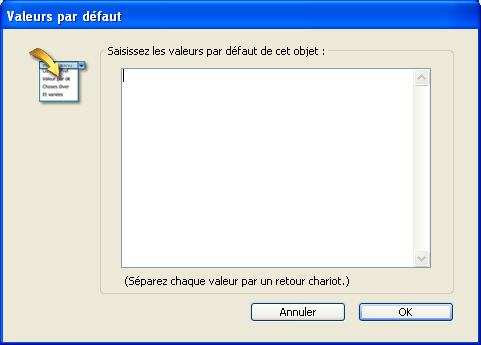 Valeurs par défaut
Saisissez les valeurs par défaut de cet objet :
Valeur par dé
Choses diver
Et variées
(Séparez chaque valeur par un retour chariot.)
Annuler
OK